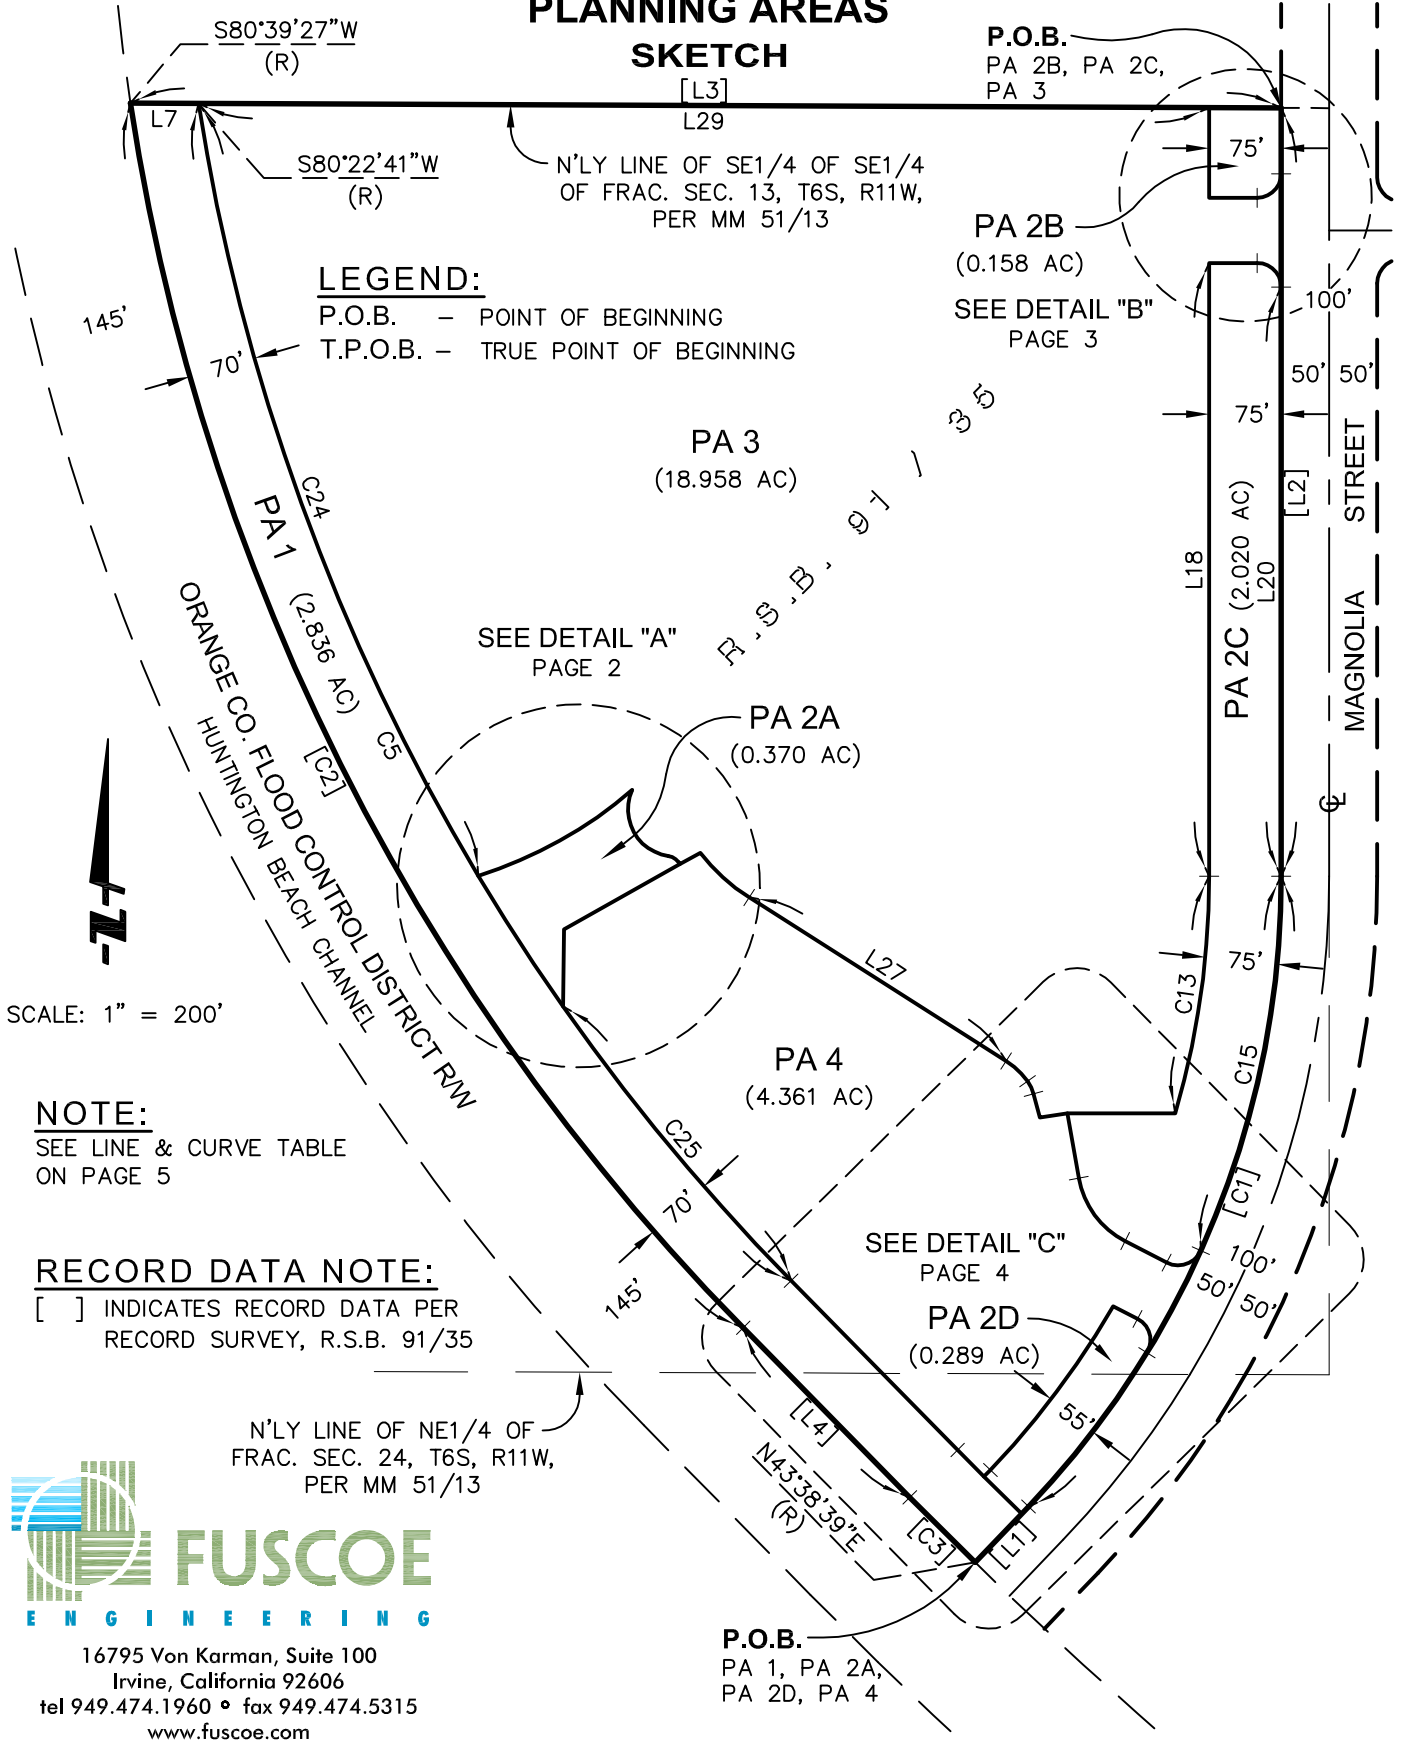 PLANNING AREAS
SKETCH
S80°39'27"W
(R)
P.O.B.
PA 2B, PA 2C,
PA 3
[L3]
L29
L7
S80°22'41"W
(R)
N'LY LINE OF SE1/4 OF SE1/4
OF FRAC. SEC. 13, T6S, R11W,
PER MM 51/13
75'
PA 2B
(0.158 AC)
SEE DETAIL "B"
PAGE 3
100'
LEGEND:
P.O.B. – POINT OF BEGINNING
T.P.O.B. – TRUE POINT OF BEGINNING
145'
70'
50' 50'
75'
R.S.B. 91/35
PA 3
(18.958 AC)
C24
PA 1 (2.836 AC)
[L2]
MAGNOLIA STREET
L18
PA 2C (2.020 AC)
L20
SEE DETAIL "A"
PAGE 2
PA 2A
(0.370 AC)
C5
[C2]
ORANGE CO. FLOOD CONTROL DISTRICT R/W
HUNTINGTON BEACH CHANNEL
℄
N
L27
75'
C13
C15
SCALE: 1" = 200'
PA 4
(4.361 AC)
NOTE:
SEE LINE & CURVE TABLE
ON PAGE 5
C25
70'
[C1]
SEE DETAIL "C"
PAGE 4
100'
50' 50'
RECORD DATA NOTE:
[ ] INDICATES RECORD DATA PER
RECORD SURVEY, R.S.B. 91/35
145'
PA 2D
(0.289 AC)
55'
[L4]
N'LY LINE OF NE1/4 OF
FRAC. SEC. 24, T6S, R11W,
PER MM 51/13
N43°38'39"E
(R)
[C3]
[L1]
FUSCOE
ENGINEERING
16795 Von Karman, Suite 100
Irvine, California 92606
tel 949.474.1960 ° fax 949.474.5315
www.fuscoe.com
P.O.B.
PA 1, PA 2A,
PA 2D, PA 4